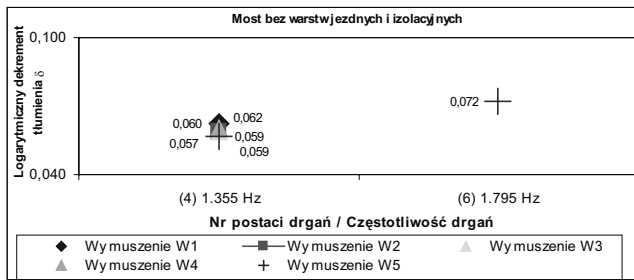 Most bez warstw jezdnych i izolacyjnych
Logarytmiczny dekrement
tłumienia δ
0,100
0,040
0,060
0,062
0,057
0,059
0,059
0,072
(4) 1.355 Hz
(6) 1.795 Hz
Nr postaci drgań / Częstotliwość drgań
Wymuszenie W1
Wymuszenie W2
Wymuszenie W3
Wymuszenie W4
Wymuszenie W5